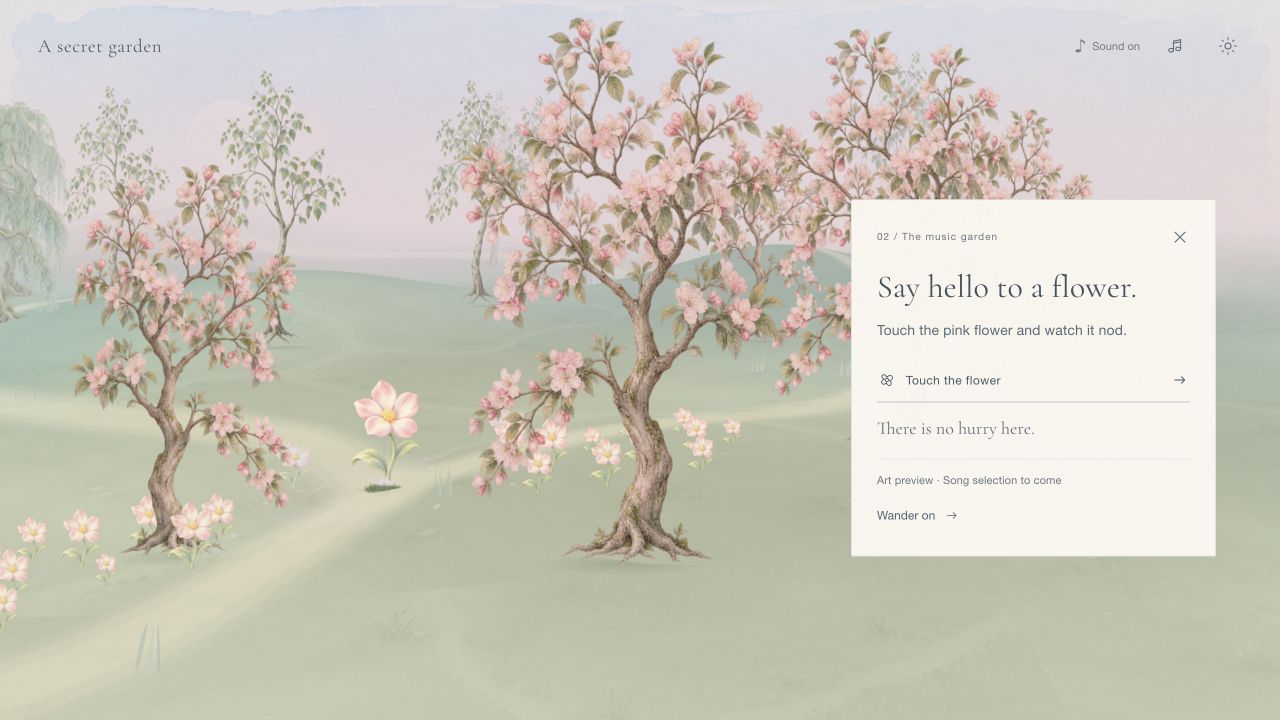 A secret garden
Sound on
02 / The music garden
Say hello to a flower.
Touch the pink flower and watch it nod.
Touch the flower
There is no hurry here.
Art preview · Song selection to come
Wander on